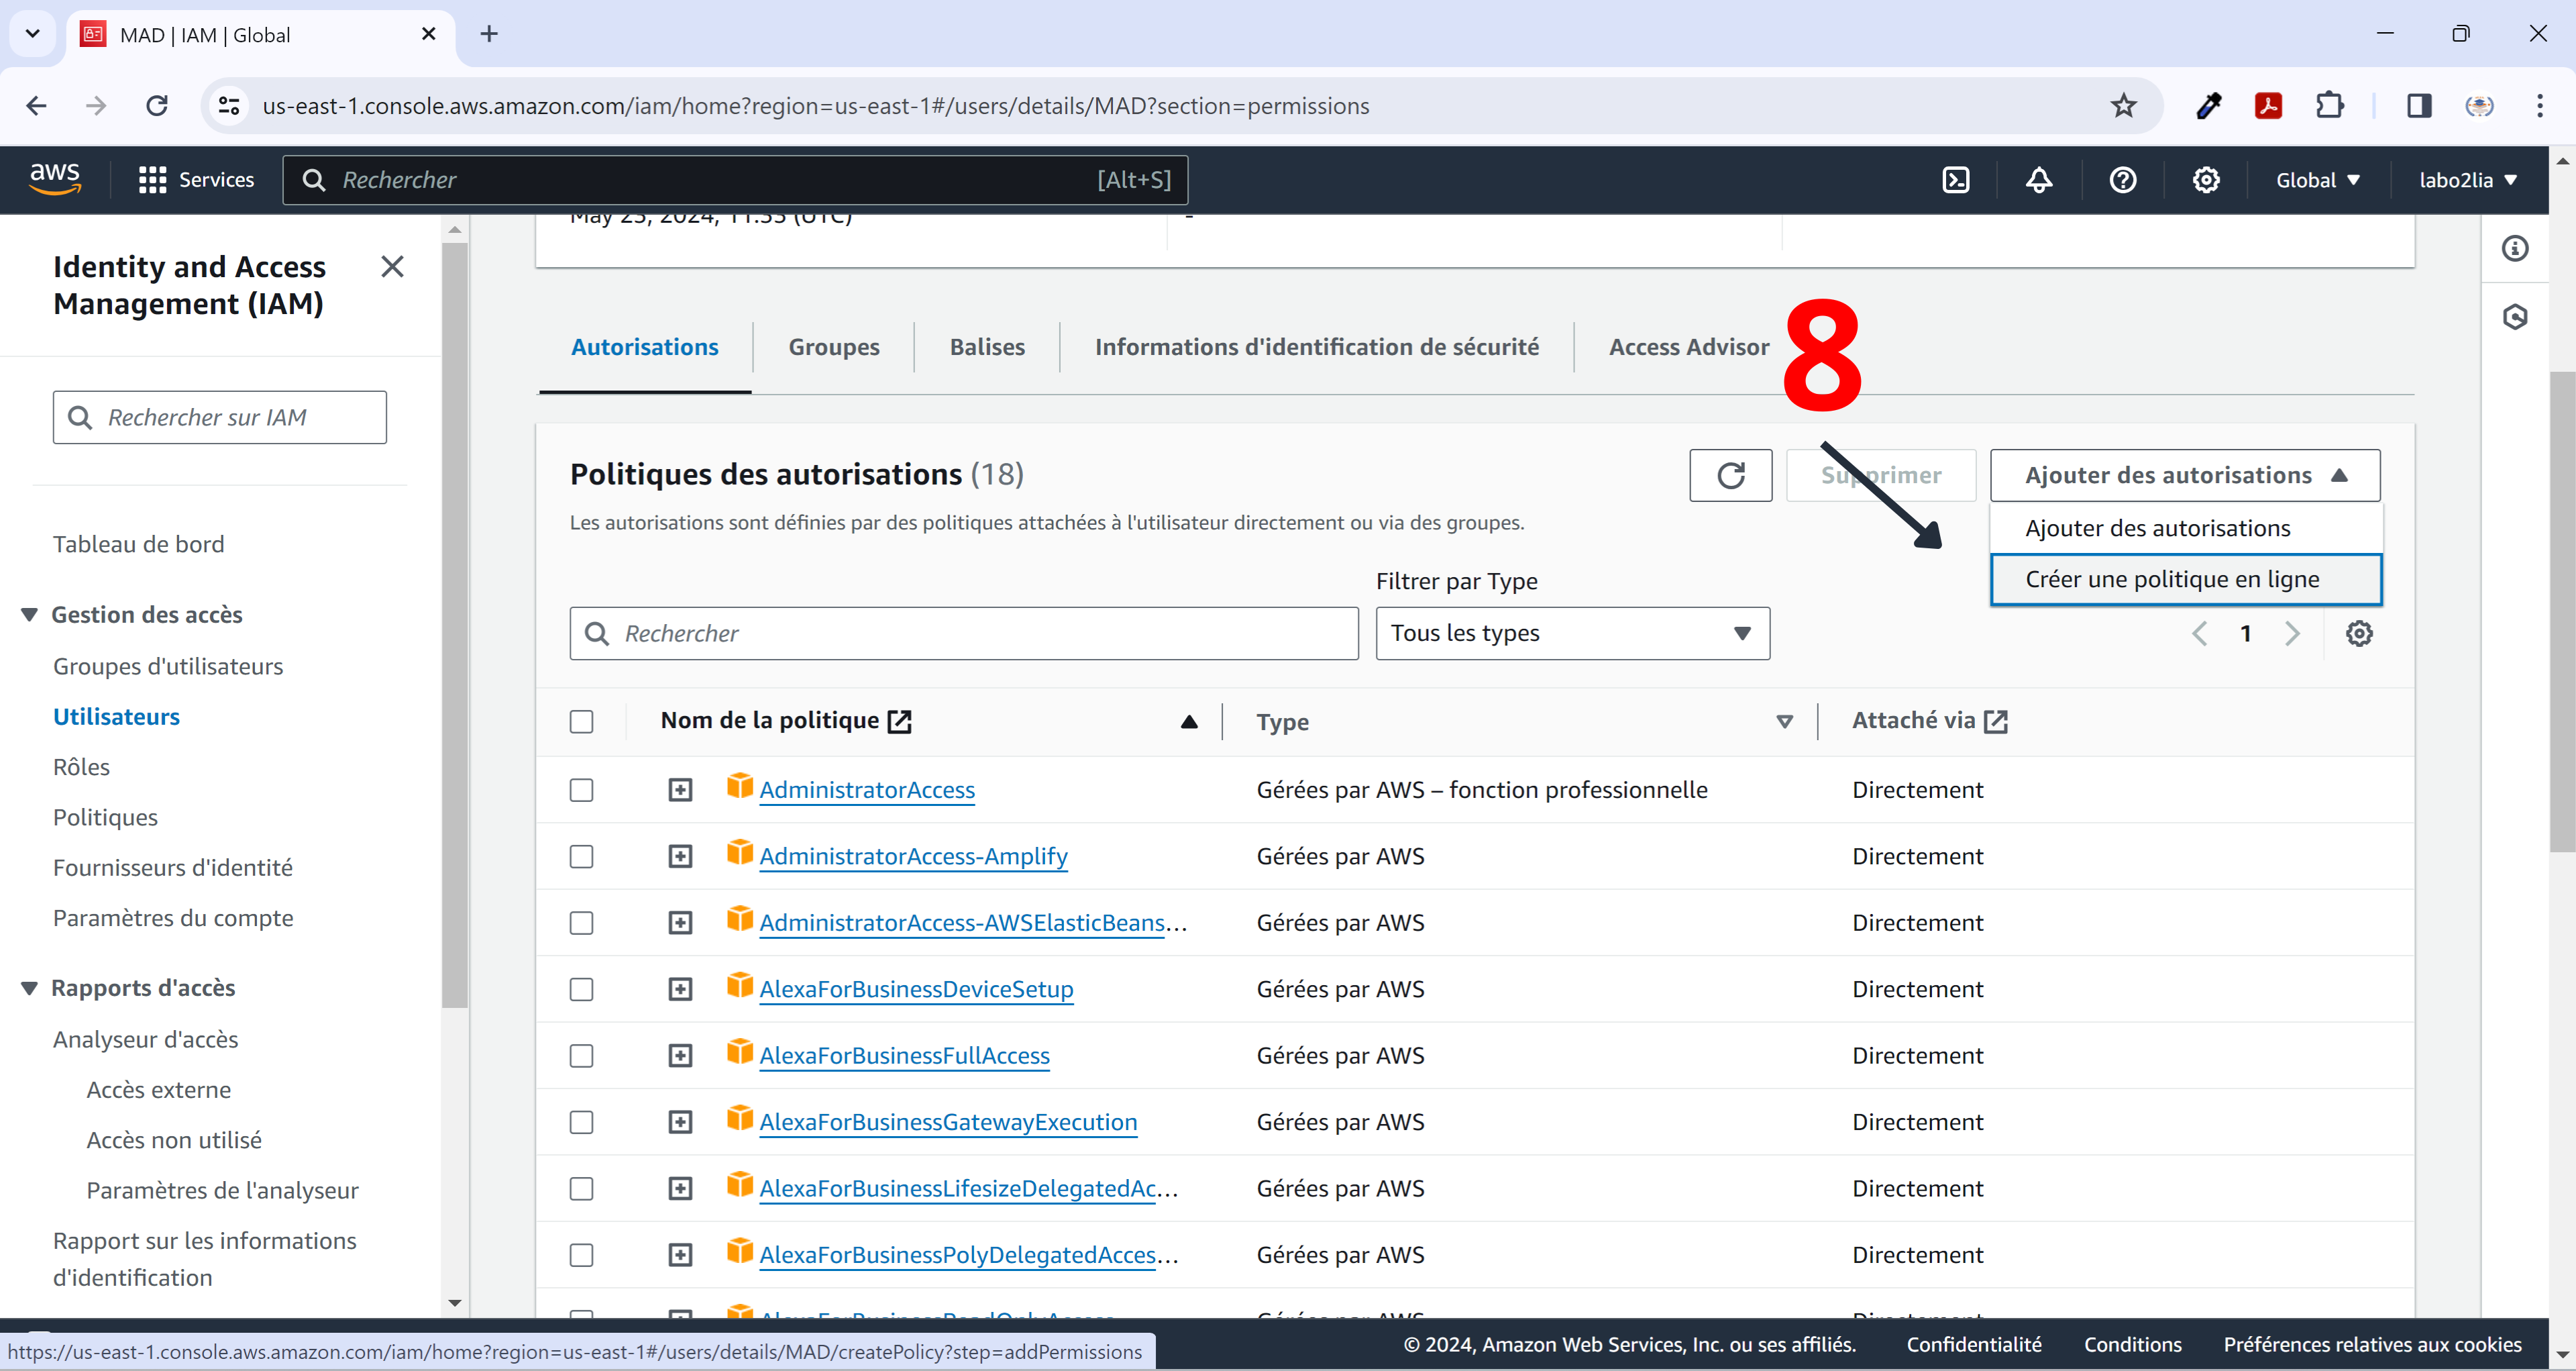 MAD | IAM | Global
us-east-1.console.aws.amazon.com/iam/home?region=us-east-1#/users/details/MAD?section=permissions
aws
Services
Rechercher
[Alt+S]
Global
labo2lia
Identity and Access
Management (IAM)
Rechercher sur IAM
Tableau de bord
Gestion des accès
Groupes d'utilisateurs
Utilisateurs
Rôles
Politiques
Fournisseurs d'identité
Paramètres du compte
Rapports d'accès
Analyseur d'accès
Accès externe
Accès non utilisé
Paramètres de l'analyseur
Rapport sur les informations
d'identification
May 25, 2024, 11:33 (UTC)
-
Autorisations
Groupes
Balises
Informations d'identification de sécurité
Access Advisor
8
Politiques des autorisations (18)
Supprimer
Ajouter des autorisations
Les autorisations sont définies par des politiques attachées à l'utilisateur directement ou via des groupes.
Ajouter des autorisations
Créer une politique en ligne
Filtrer par Type
Rechercher
Tous les types
1
Nom de la politique
Type
Attaché via
AdministratorAccess Gérées par AWS – fonction professionnelle Directement
AdministratorAccess-Amplify Gérées par AWS Directement
AdministratorAccess-AWSElasticBeans... Gérées par AWS Directement
AlexaForBusinessDeviceSetup Gérées par AWS Directement
AlexaForBusinessFullAccess Gérées par AWS Directement
AlexaForBusinessGatewayExecution Gérées par AWS Directement
AlexaForBusinessLifesizeDelegatedAc... Gérées par AWS Directement
AlexaForBusinessPolyDelegatedAcces... Gérées par AWS Directement
AlexaForBusinessReadOnlyAccess Gérées par AWS Directement
https://us-east-1.console.aws.amazon.com/iam/home?region=us-east-1#/users/details/MAD/createPolicy?step=addPermissions
© 2024, Amazon Web Services, Inc. ou ses affiliés.
Confidentialité
Conditions
Préférences relatives aux cookies